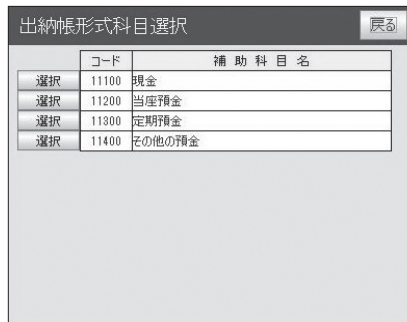 出納帳形式科目選択 戻る
コード 補助科目名
選択 11100 現金
選択 11200 当座預金
選択 11300 定期預金
選択 11400 その他の預金